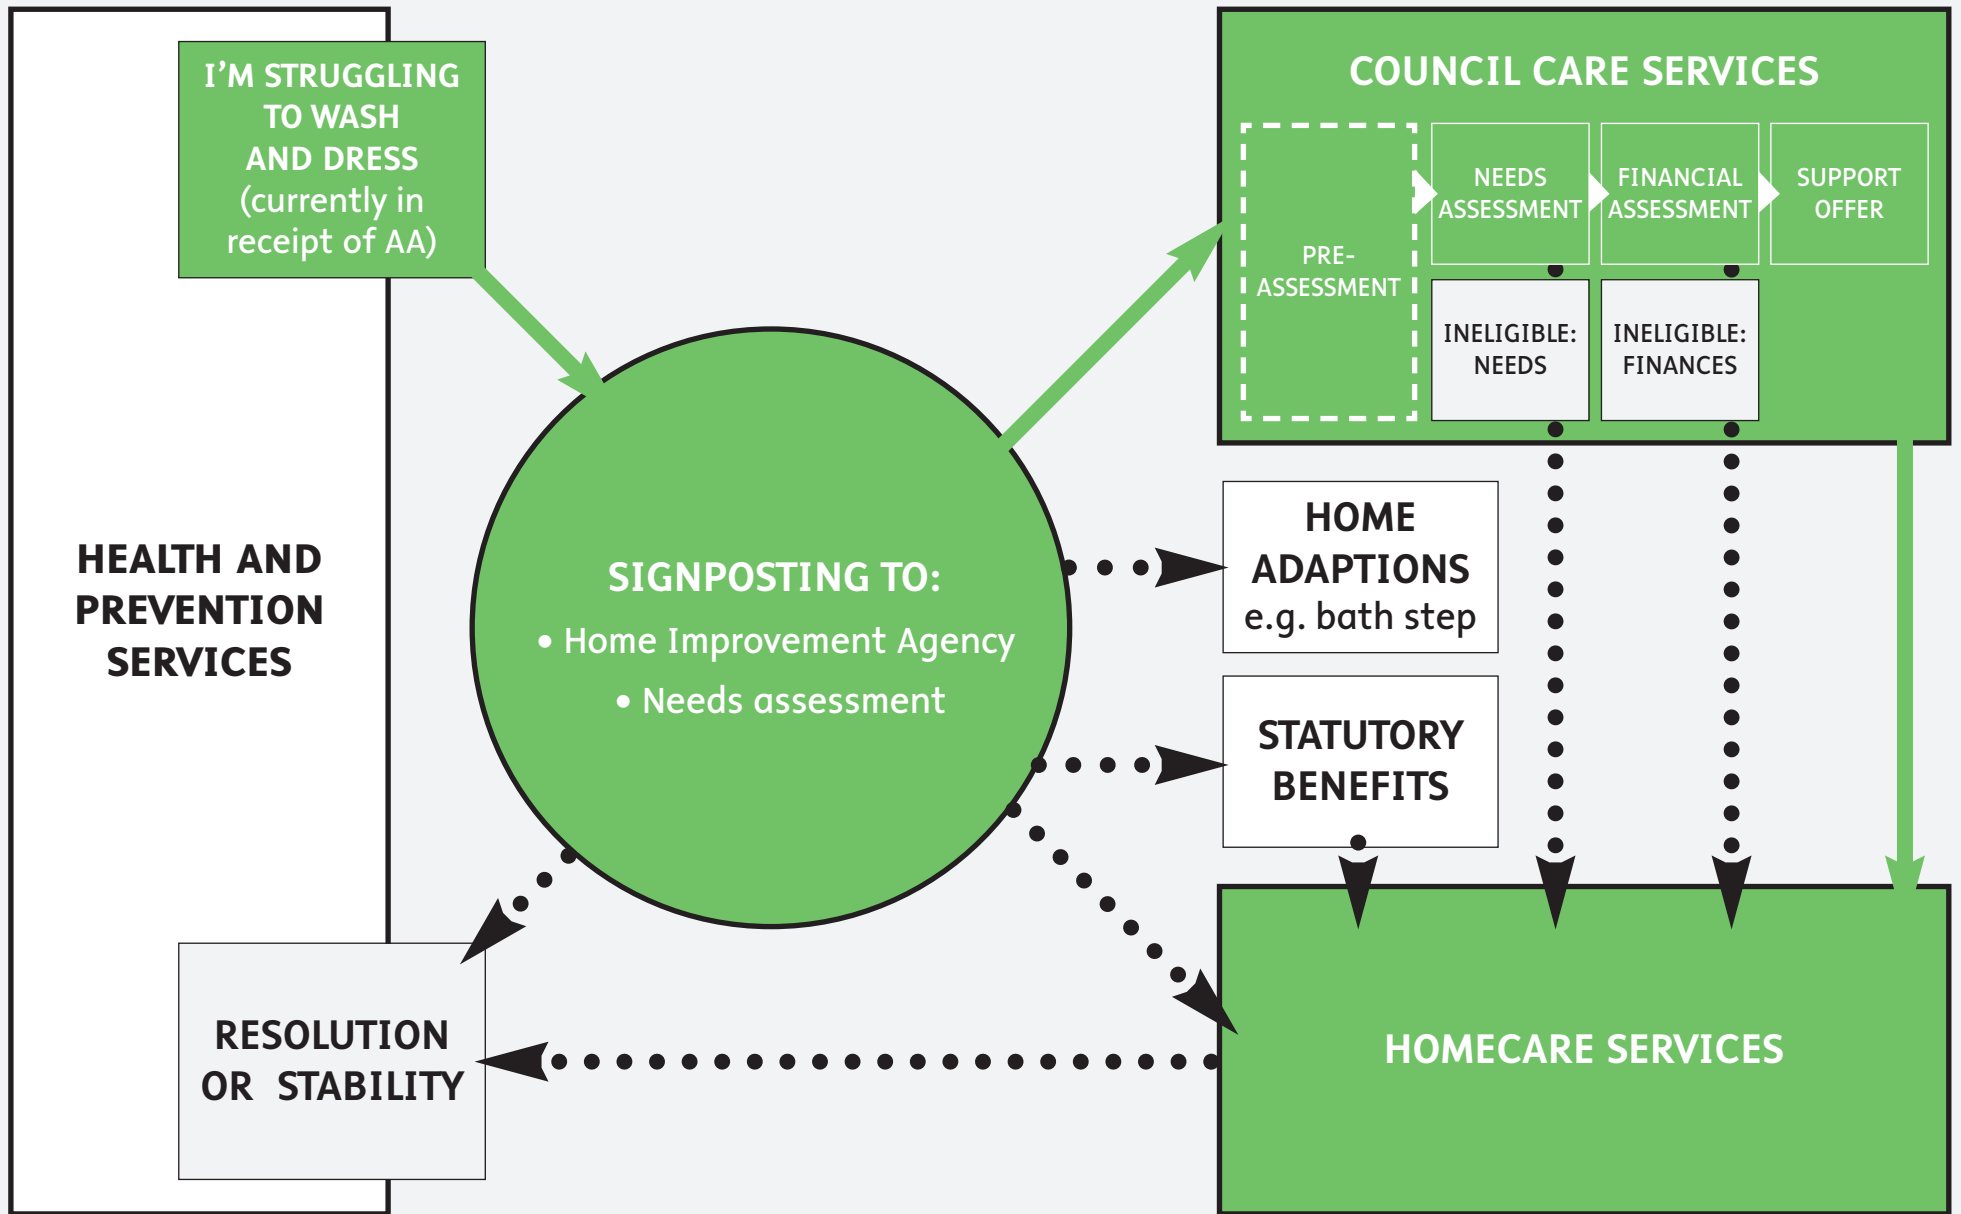 I’M STRUGGLING
TO WASH
AND DRESS
(currently in
receipt of AA)
HEALTH AND
PREVENTION
SERVICES
RESOLUTION
OR STABILITY
SIGNPOSTING TO:
• Home Improvement Agency
• Needs assessment
COUNCIL CARE SERVICES
PRE-
ASSESSMENT
NEEDS
ASSESSMENT
FINANCIAL
ASSESSMENT
SUPPORT
OFFER
INELIGIBLE:
NEEDS
INELIGIBLE:
FINANCES
HOME
ADAPTIONS
e.g. bath step
STATUTORY
BENEFITS
HOMECARE SERVICES